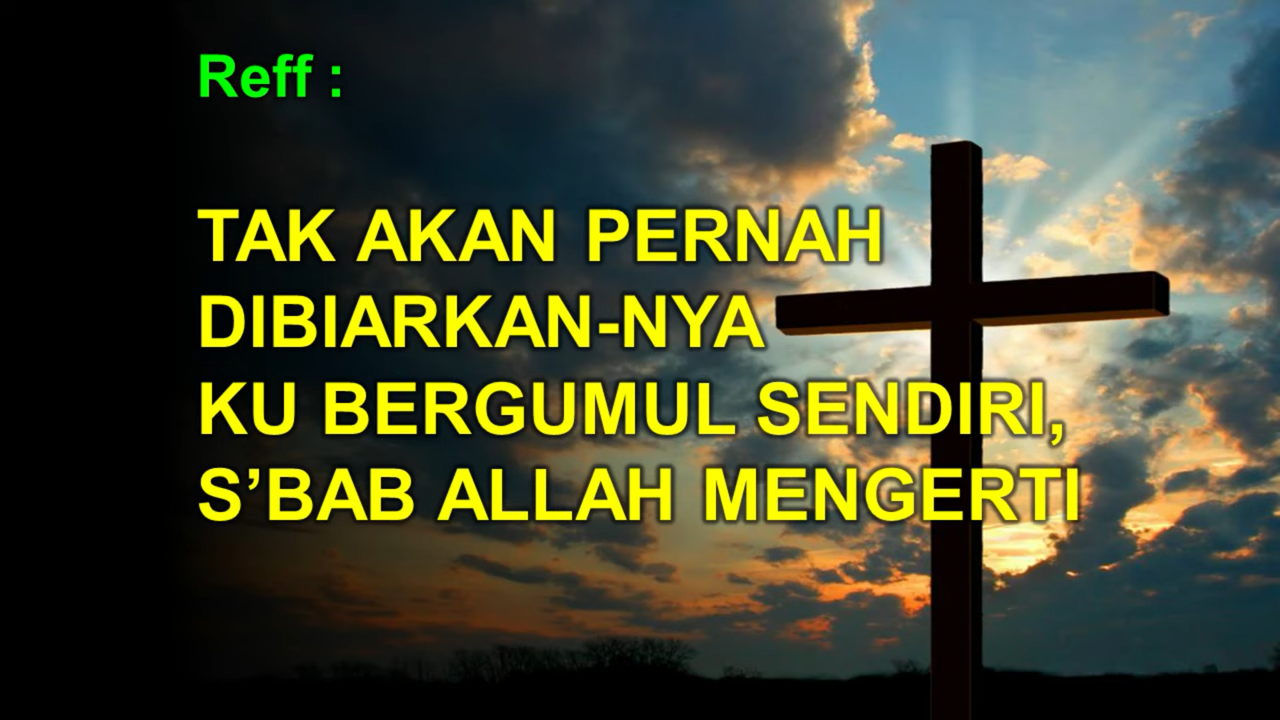 Reff :
TAK AKAN PERNAH
DIBIARKAN-NYA
KU BERGUMUL SENDIRI,
S’BAB ALLAH MENGERTI